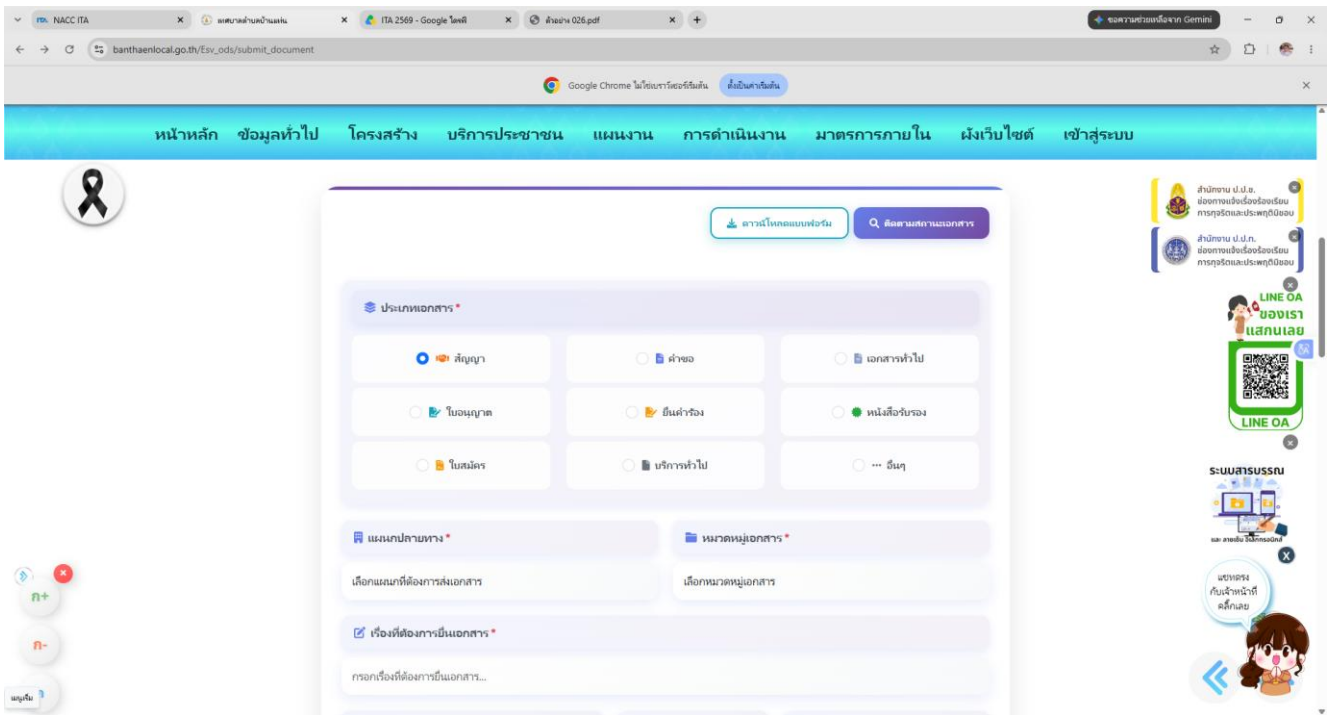 NACC ITA
เทศบาลตำบลบ้านแท่น
ITA 2569 - Google ไดรฟ์
ตัวอย่าง 026.pdf
ขอความช่วยเหลือจาก Gemini
banthaenlocal.go.th/Esv_ods/submit_document
Google Chrome ไม่ใช่เบราว์เซอร์เริ่มต้น ตั้งเป็นค่าเริ่มต้น
หน้าหลัก ข้อมูลทั่วไป โครงสร้าง บริการประชาชน แผนงาน การดำเนินงาน มาตรการภายใน ผังเว็บไซต์ เข้าสู่ระบบ
ดาวน์โหลดแบบฟอร์ม ติดตามสถานะเอกสาร
ประเภทเอกสาร *
สัญญา คำขอ เอกสารทั่วไป
ใบอนุญาต ยื่นคำร้อง หนังสือรับรอง
ใบสมัคร บริการทั่วไป อื่นๆ
แผนกปลายทาง * หมวดหมู่เอกสาร *
เลือกแผนกที่ต้องการส่งเอกสาร เลือกหมวดหมู่เอกสาร
เรื่องที่ต้องการยื่นเอกสาร *
กรอกเรื่องที่ต้องการยื่นเอกสาร...
ก+
ก-
เมนูเริ่ม
สำนักงาน ป.ป.ช.
ช่องทางแจ้งเรื่องร้องเรียน
การทุจริตและประพฤติมิชอบ
สำนักงาน ป.ป.ท.
ช่องทางแจ้งเรื่องร้องเรียน
การทุจริตและประพฤติมิชอบ
LINE OA
ของเรา
แสกนเลย
LINE OA
ระบบสารบรรณ
และ ลายเซ็น อิเล็กทรอนิกส์
แชทตรง
กับเจ้าหน้าที่
คลิ๊กเลย